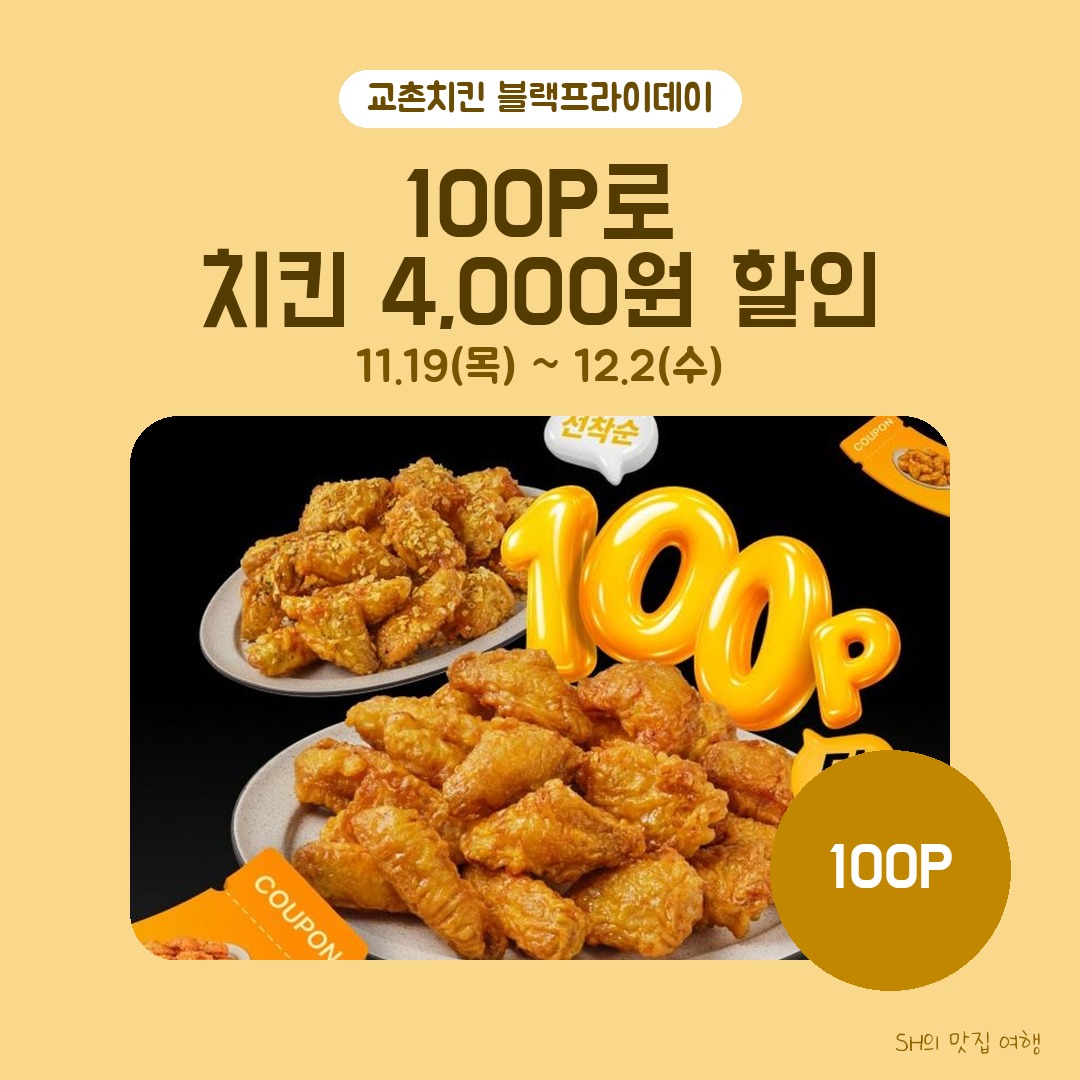 교촌치킨 블랙프라이데이
100P로
치킨 4,000원 할인
11.19(목) ~ 12.2(수)
선착순
COUPON
100P
COUPON
100P
SH의 맛집 여행